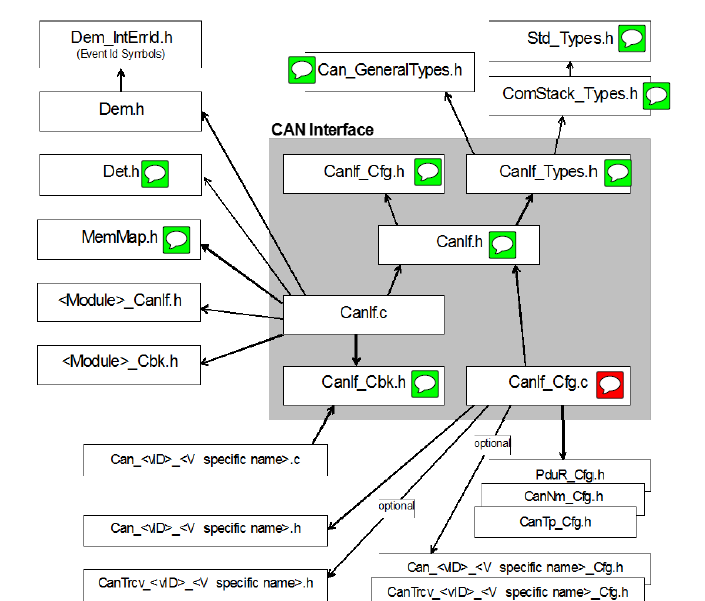 Dem_IntErrId.h
(Event Id Symbols)
Std_Types.h
Can_GeneralTypes.h
ComStack_Types.h
Dem.h
CAN Interface
Det.h
CanIf_Cfg.h
CanIf_Types.h
MemMap.h
CanIf.h
<Module>_CanIf.h
CanIf.c
<Module>_Cbk.h
CanIf_Cbk.h
CanIf_Cfg.c
optional
Can_<vID>_<V specific name>.c
PduR_Cfg.h
CanNm_Cfg.h
optional
CanTp_Cfg.h
Can_<vID>_<V specific name>.h
Can_<vID>_<V specific name>_Cfg.h
CanTrcv_<vID>_<V specific name>.h
CanTrcv_<vID>_<V specific name>_Cfg.h